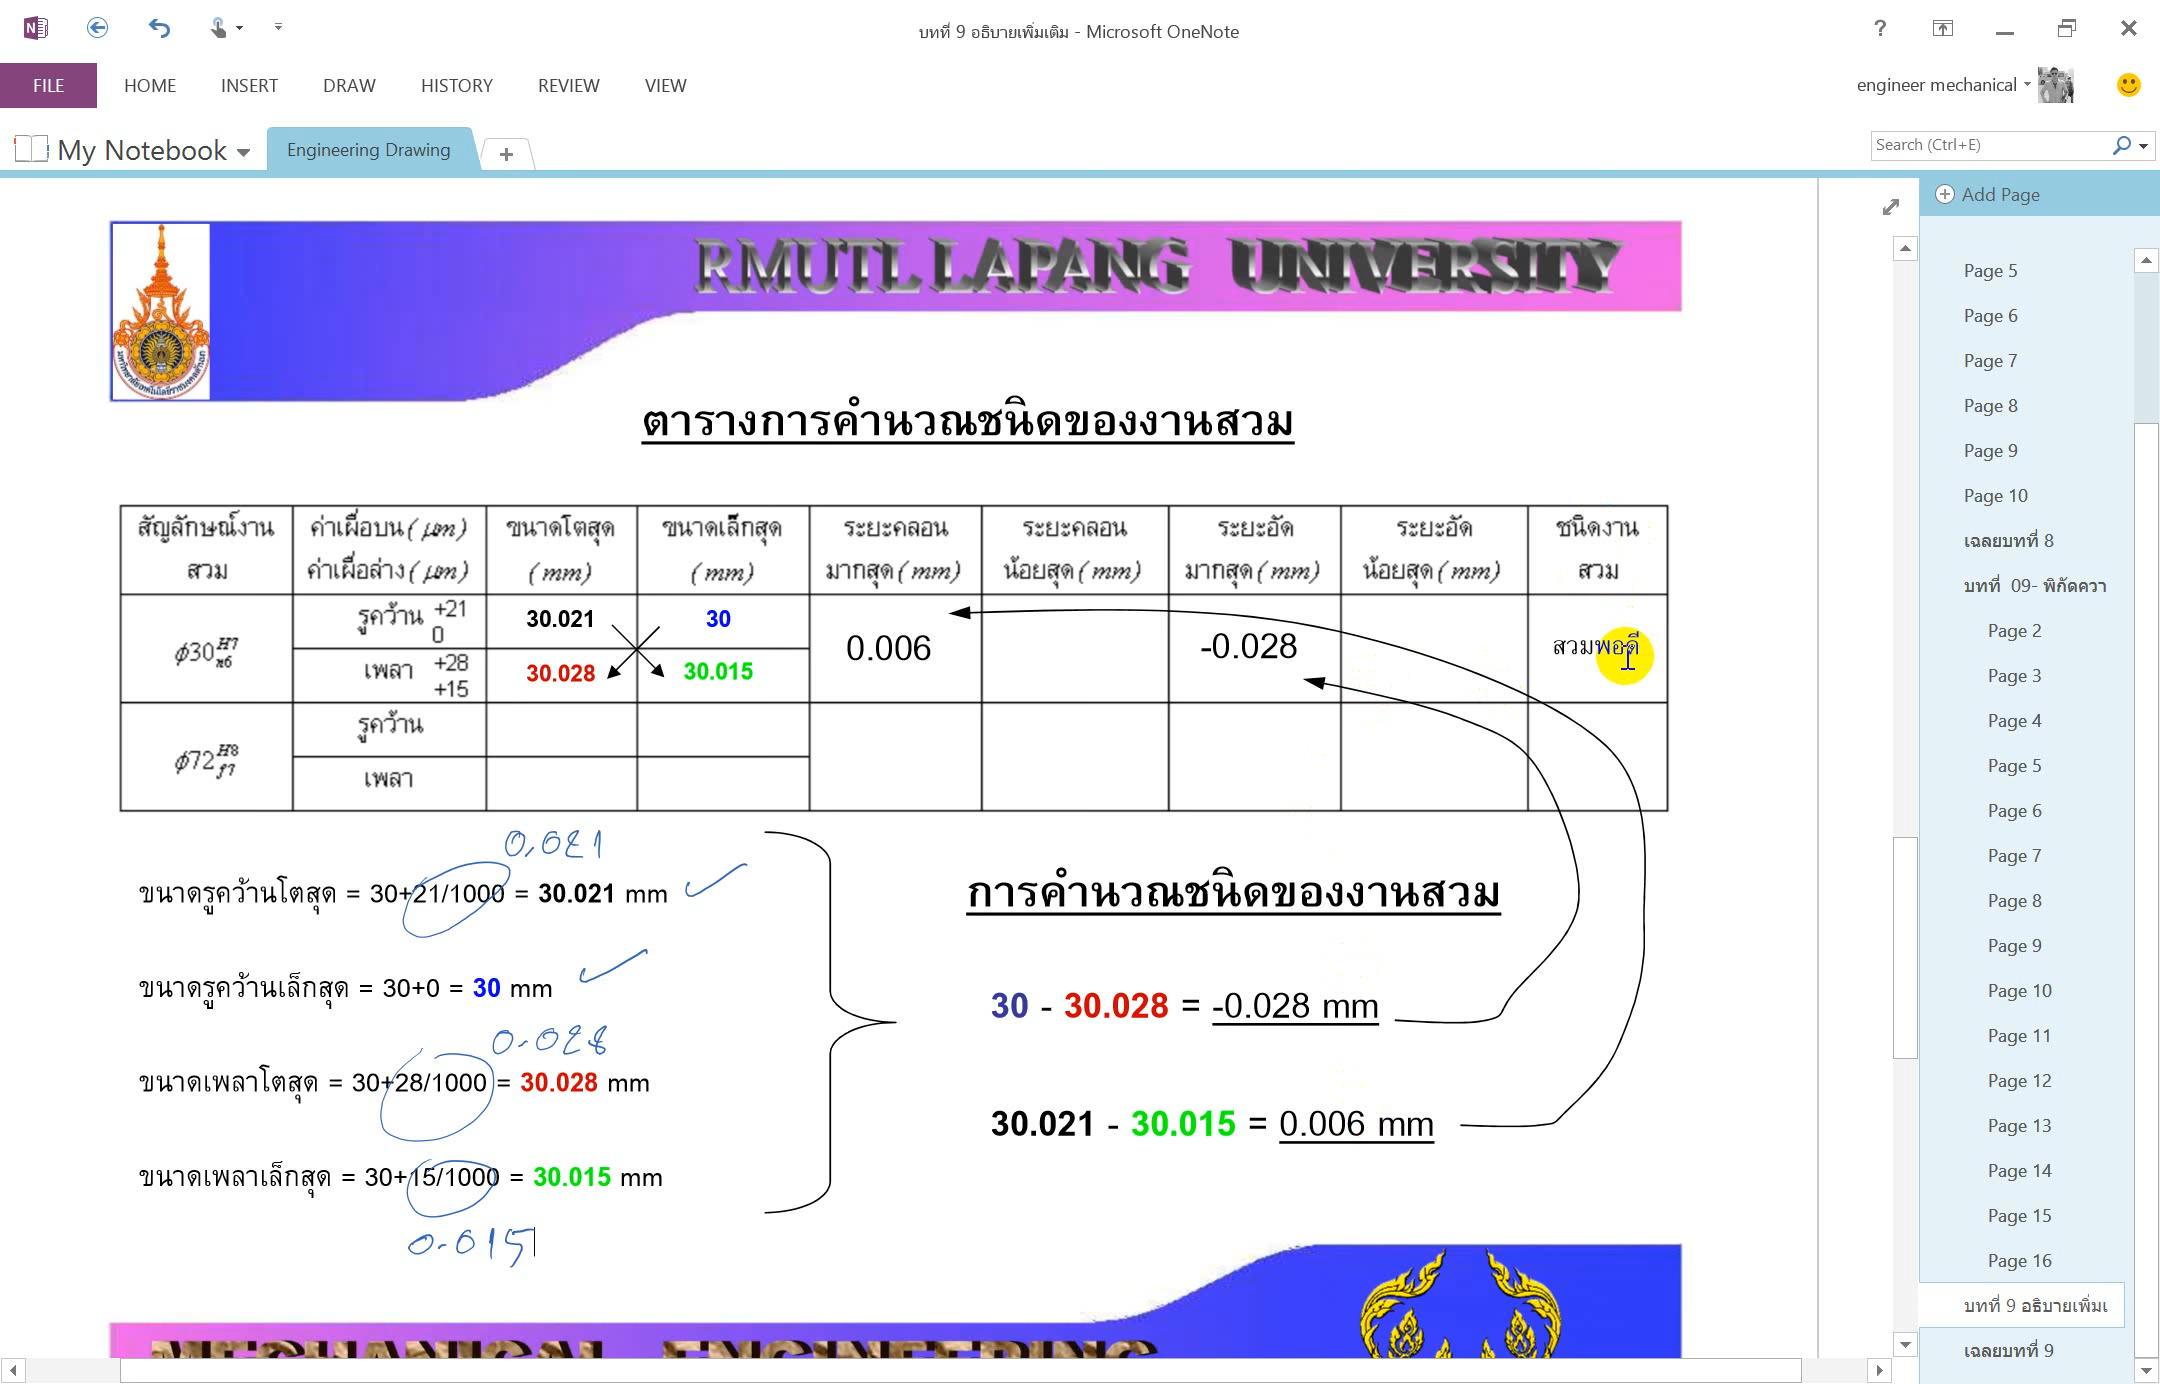 บทที่ 9 อธิบายเพิ่มเติม - Microsoft OneNote
FILE HOME INSERT DRAW HISTORY REVIEW VIEW
engineer mechanical
My Notebook
Engineering Drawing
Search (Ctrl+E)
RMUTL LAPANG UNIVERSITY
ตารางการคำนวณชนิดของงานสวม
สัญลักษณ์งานสวม
ค่าเผื่อบน (μm)
ค่าเผื่อล่าง (μm)
ขนาดโตสุด (mm)
ขนาดเล็กสุด (mm)
ระยะคลอนมากสุด (mm)
ระยะคลอนน้อยสุด (mm)
ระยะอัดมากสุด (mm)
ระยะอัดน้อยสุด (mm)
ชนิดงานสวม
ϕ30 H7 n6
รูคว้าน +21 0
30.021
30
เพลา +28 +15
30.028
30.015
0.006
-0.028
สวมพอดี
ϕ72 H8 f7
รูคว้าน
เพลา
0.021
ขนาดรูคว้านโตสุด = 30+21/1000 = 30.021 mm
ขนาดรูคว้านเล็กสุด = 30+0 = 30 mm
0.028
ขนาดเพลาโตสุด = 30+28/1000 = 30.028 mm
ขนาดเพลาเล็กสุด = 30+15/1000 = 30.015 mm
0.015
การคำนวณชนิดของงานสวม
30 - 30.028 = -0.028 mm
30.021 - 30.015 = 0.006 mm
MECHANICAL ENGINEERING
Add Page
Page 5
Page 6
Page 7
Page 8
Page 9
Page 10
เฉลยบทที่ 8
บทที่ 09- พิกัดควา
Page 2
Page 3
Page 4
Page 5
Page 6
Page 7
Page 8
Page 9
Page 10
Page 11
Page 12
Page 13
Page 14
Page 15
Page 16
บทที่ 9 อธิบายเพิ่มเ
เฉลยบทที่ 9